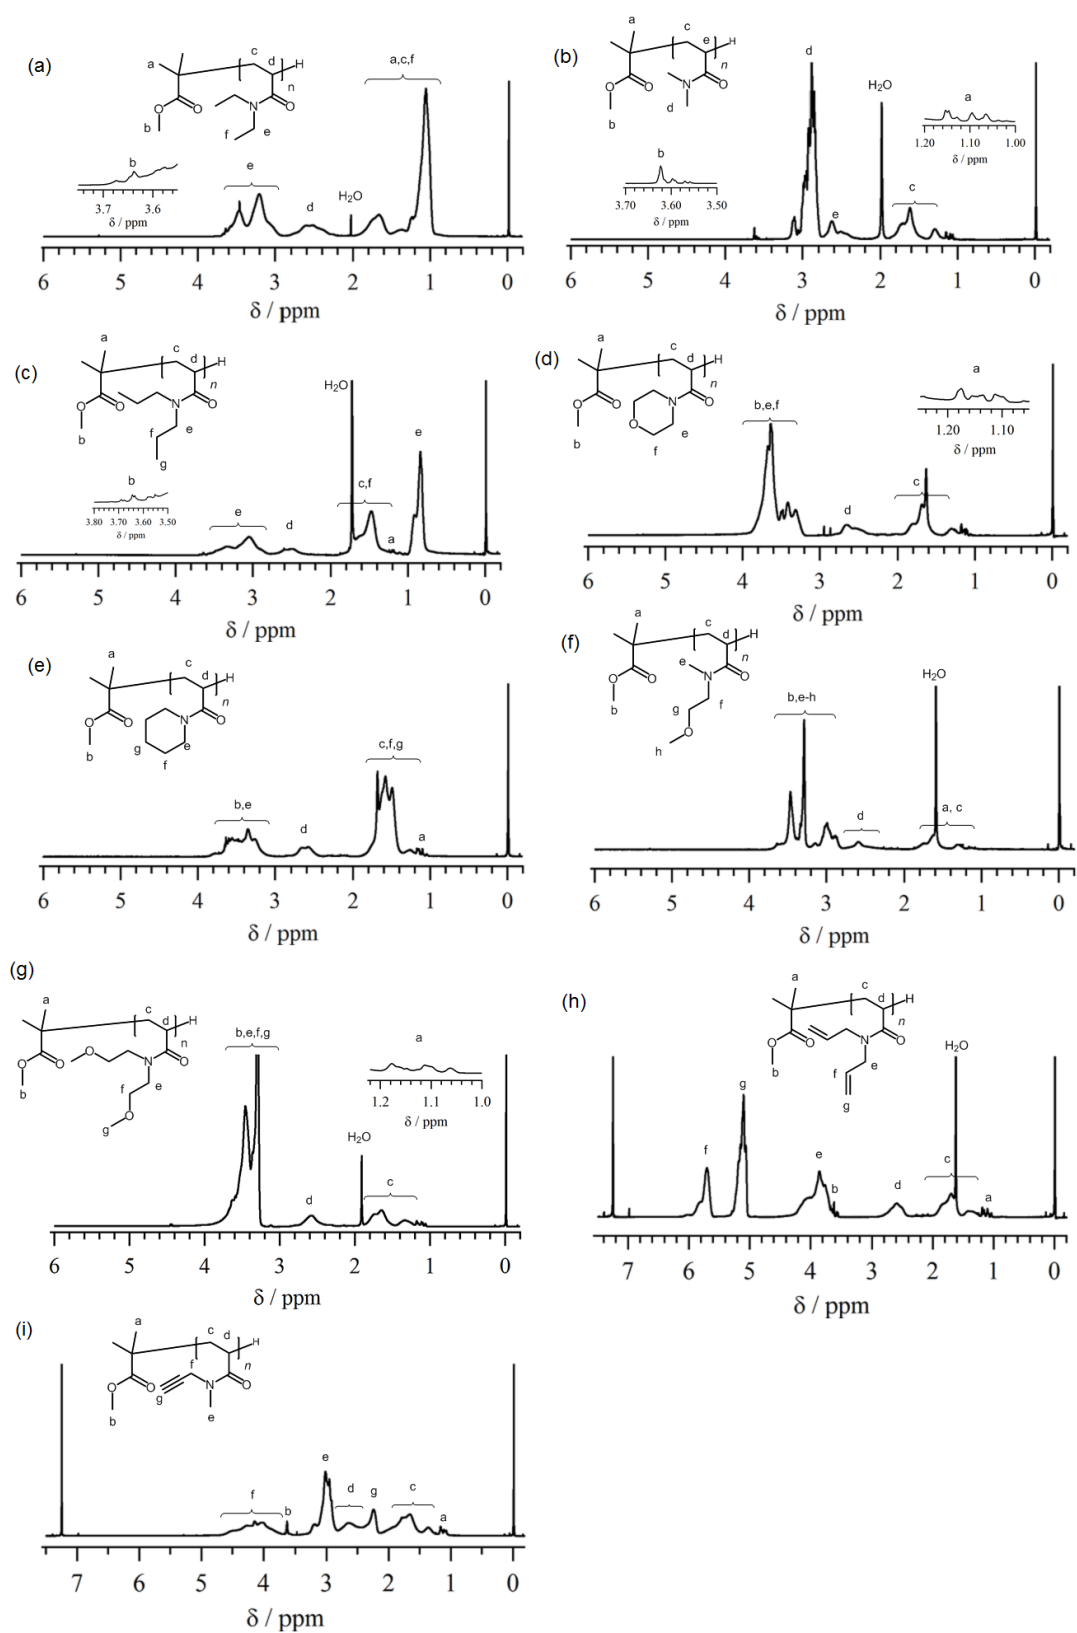 (a)
a
a
c
d
H
n
O
N
O
O
b
f
e
a,c,f
b
3.7 3.6
δ / ppm
e
d
H₂O
6 5 4 3 2 1 0
δ / ppm
(b)
a
c
e
H
n
O
N
O
O
d
b
d
H₂O
a
1.20 1.10 1.00
δ / ppm
b
3.70 3.60 3.50
δ / ppm
e
c
6 5 4 3 2 1 0
δ / ppm
(c)
a
c
d
H
n
O
N
O
O
b
f
e
g
b
3.80 3.70 3.60 3.50
δ / ppm
H₂O
e
c,f
e
d
a
6 5 4 3 2 1 0
δ / ppm
(d)
a
c
d
H
n
O
N
O
O
O
b
e
f
a
1.20 1.10
δ / ppm
b,e,f
c
d
6 5 4 3 2 1 0
δ / ppm
(e)
a
c
d
H
n
O
N
O
O
b
g
e
f
c,f,g
b,e
d
a
6 5 4 3 2 1 0
δ / ppm
(f)
a
c
d
H
n
e
O
N
O
O
b
g
f
O
h
H₂O
b,e-h
d
a, c
6 5 4 3 2 1 0
δ / ppm
(g)
a
c
d
H
n
O
O
N
O
O
b
f
e
O
g
b,e,f,g
a
1.2 1.1 1.0
δ / ppm
H₂O
d
c
6 5 4 3 2 1 0
δ / ppm
(h)
a
c
d
H
n
O
N
O
O
b
f
e
g
H₂O
g
f
e
b
d
c
a
7 6 5 4 3 2 1 0
δ / ppm
(i)
a
c
d
H
n
f
O
N
O
O
g
b
e
e
f
b
d
g
c
a
7 6 5 4 3 2 1 0
δ / ppm